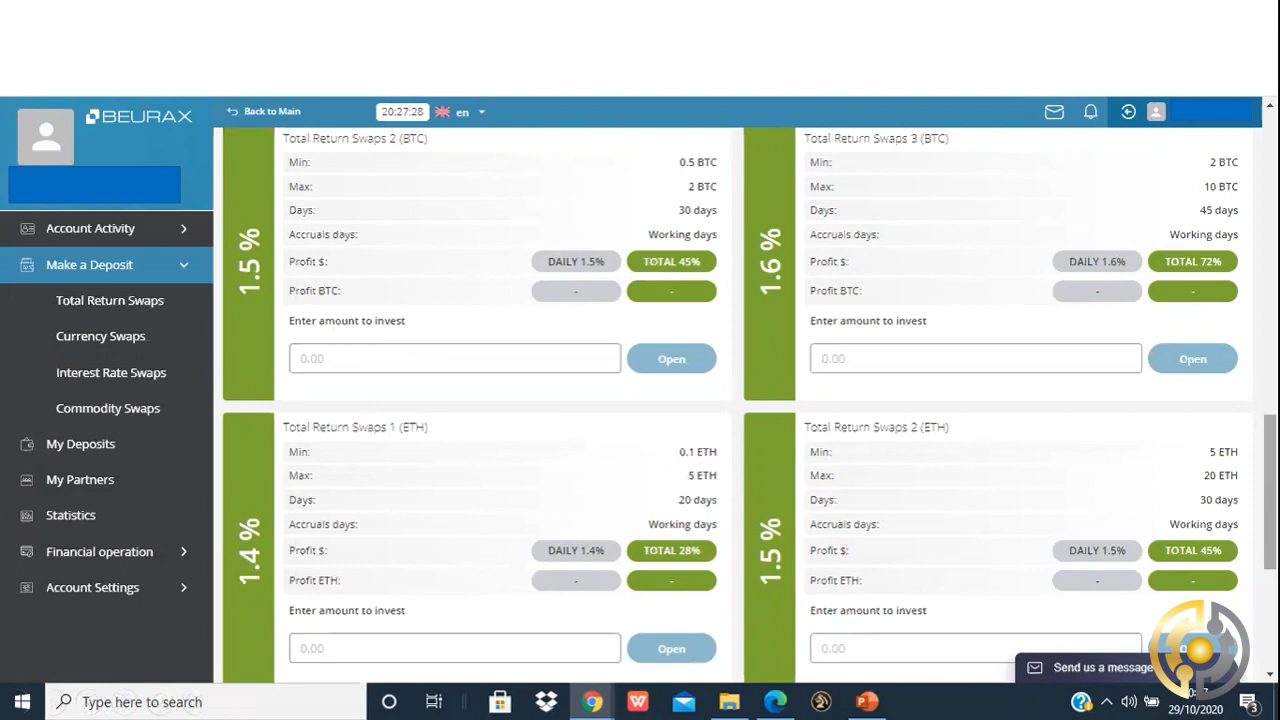 BEURAX
Back to Main
20:27:28
en
Account Activity
Make a Deposit
Total Return Swaps
Currency Swaps
Interest Rate Swaps
Commodity Swaps
My Deposits
My Partners
Statistics
Financial operation
Account Settings
1.5 %
Total Return Swaps 2 (BTC)
Min: 0.5 BTC
Max: 2 BTC
Days: 30 days
Accruals days: Working days
Profit $: DAILY 1.5% TOTAL 45%
Profit BTC: - -
Enter amount to invest
0.00 Open
1.6 %
Total Return Swaps 3 (BTC)
Min: 2 BTC
Max: 10 BTC
Days: 45 days
Accruals days: Working days
Profit $: DAILY 1.6% TOTAL 72%
Profit BTC: - -
Enter amount to invest
0.00 Open
1.4 %
Total Return Swaps 1 (ETH)
Min: 0.1 ETH
Max: 5 ETH
Days: 20 days
Accruals days: Working days
Profit $: DAILY 1.4% TOTAL 28%
Profit ETH: - -
Enter amount to invest
0.00 Open
1.5 %
Total Return Swaps 2 (ETH)
Min: 5 ETH
Max: 20 ETH
Days: 30 days
Accruals days: Working days
Profit $: DAILY 1.5% TOTAL 45%
Profit ETH: - -
Enter amount to invest
0.00
Send us a message
Type here to search
29/10/2020
3